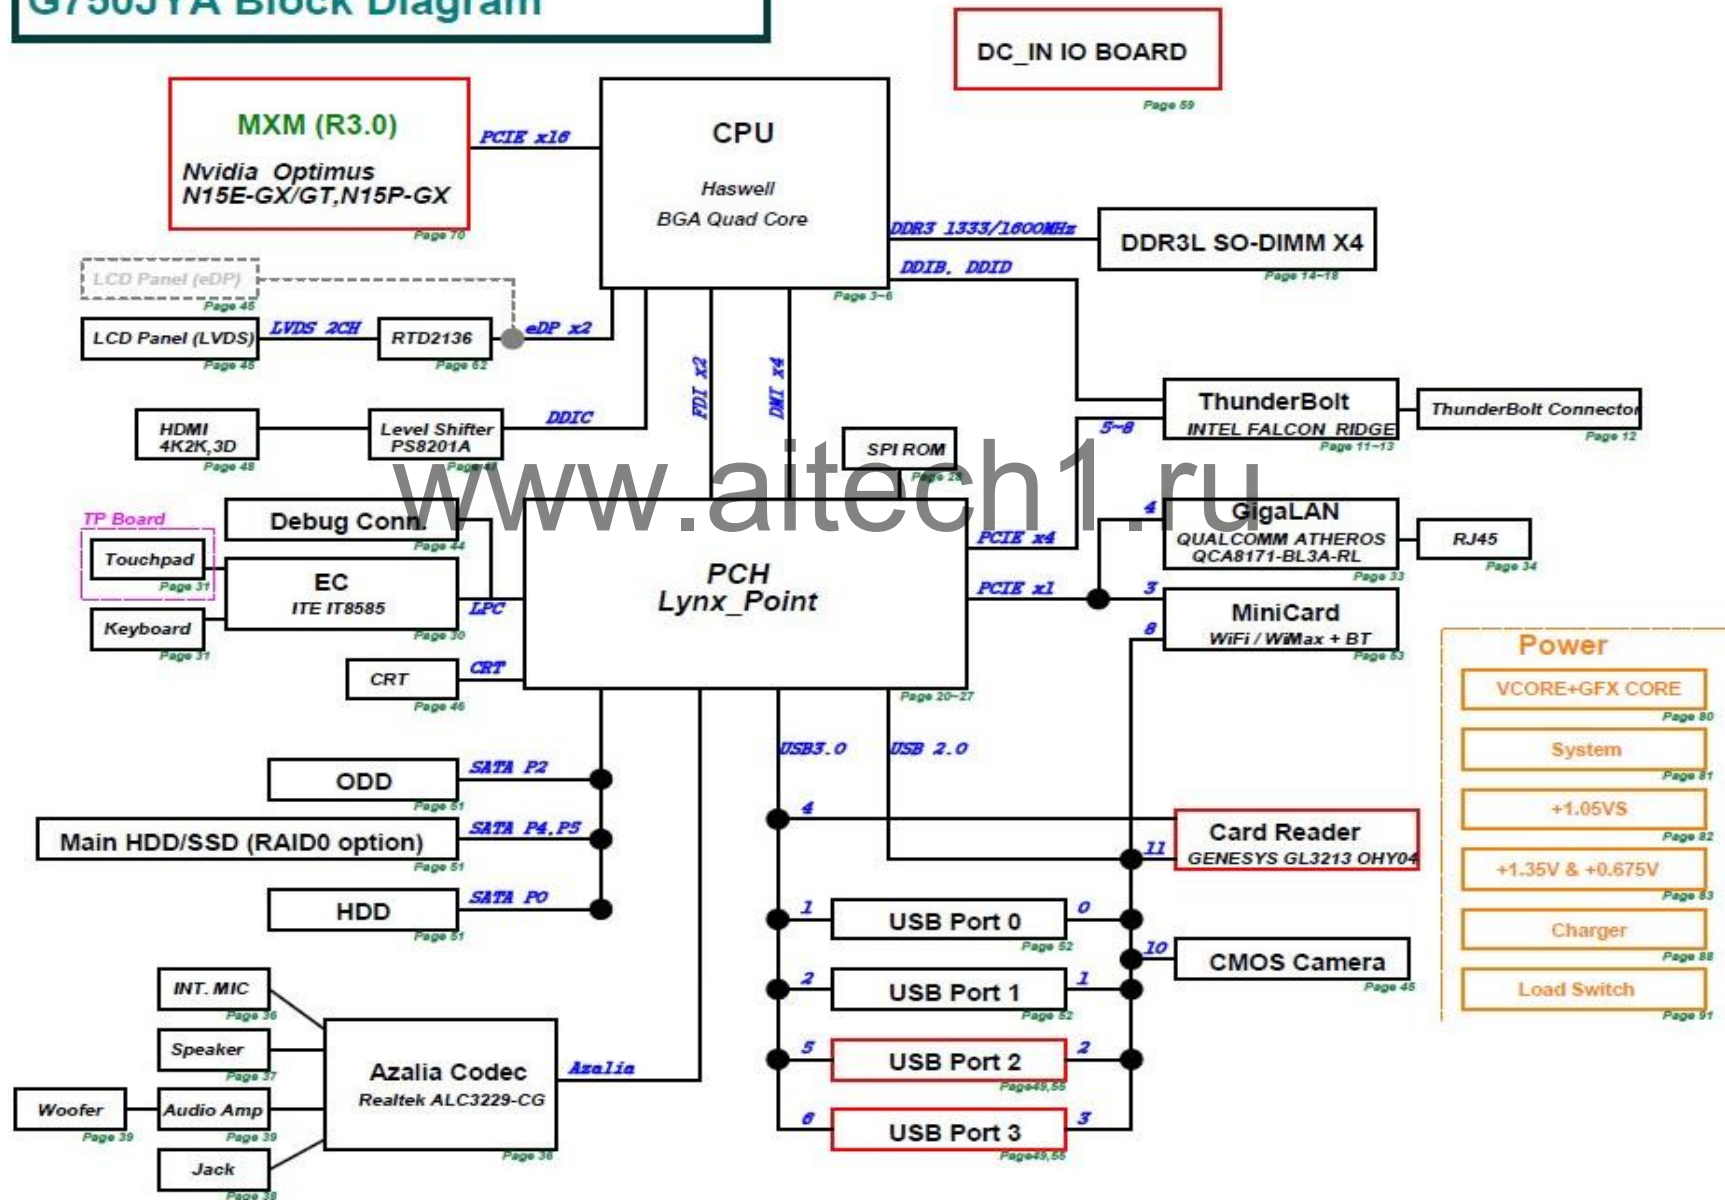 G750JYA Block Diagram
DC_IN IO BOARD
Page 59
MXM (R3.0)
Nvidia Optimus
N15E-GX/GT,N15P-GX
Page 70
PCIE x16
CPU
Haswell
BGA Quad Core
Page 3~6
DDR3 1333/1600MHz
DDR3L SO-DIMM X4
Page 14~18
DDIB, DDID
LCD Panel (eDP)
Page 45
LCD Panel (LVDS)
Page 45
LVDS 2CH
RTD2136
Page 62
eDP x2
FDI x2
DMI x4
HDMI
4K2K,3D
Page 48
Level Shifter
PS8201A
Page 47
DDIC
SPI ROM
Page 28
ThunderBolt
INTEL FALCON RIDGE
Page 11~13
5~8
ThunderBolt Connector
Page 12
www.aitech1.ru
TP Board
Touchpad
Page 31
Keyboard
Page 31
Debug Conn.
Page 44
EC
ITE IT8585
Page 30
LPC
CRT
Page 46
CRT
PCH
Lynx_Point
Page 20~27
PCIE x4
PCIE x1
4
GigaLAN
QUALCOMM ATHEROS
QCA8171-BL3A-RL
Page 33
RJ45
Page 34
3
8
MiniCard
WiFi / WiMax + BT
Page 53
USB3.0
USB 2.0
ODD
Page 51
SATA P2
Main HDD/SSD (RAID0 option)
Page 51
SATA P4,P5
HDD
Page 51
SATA P0
4
11
Card Reader
GENESYS GL3213 OHY04
1
USB Port 0
0
Page 52
2
USB Port 1
1
Page 52
5
USB Port 2
2
Page49,55
6
USB Port 3
3
Page49,55
10
CMOS Camera
Page 45
INT. MIC
Page 36
Speaker
Page 37
Woofer
Page 39
Audio Amp
Page 39
Jack
Page 38
Azalia Codec
Realtek ALC3229-CG
Page 36
Azalia
Power
VCORE+GFX CORE
Page 80
System
Page 81
+1.05VS
Page 82
+1.35V & +0.675V
Page 83
Charger
Page 88
Load Switch
Page 91